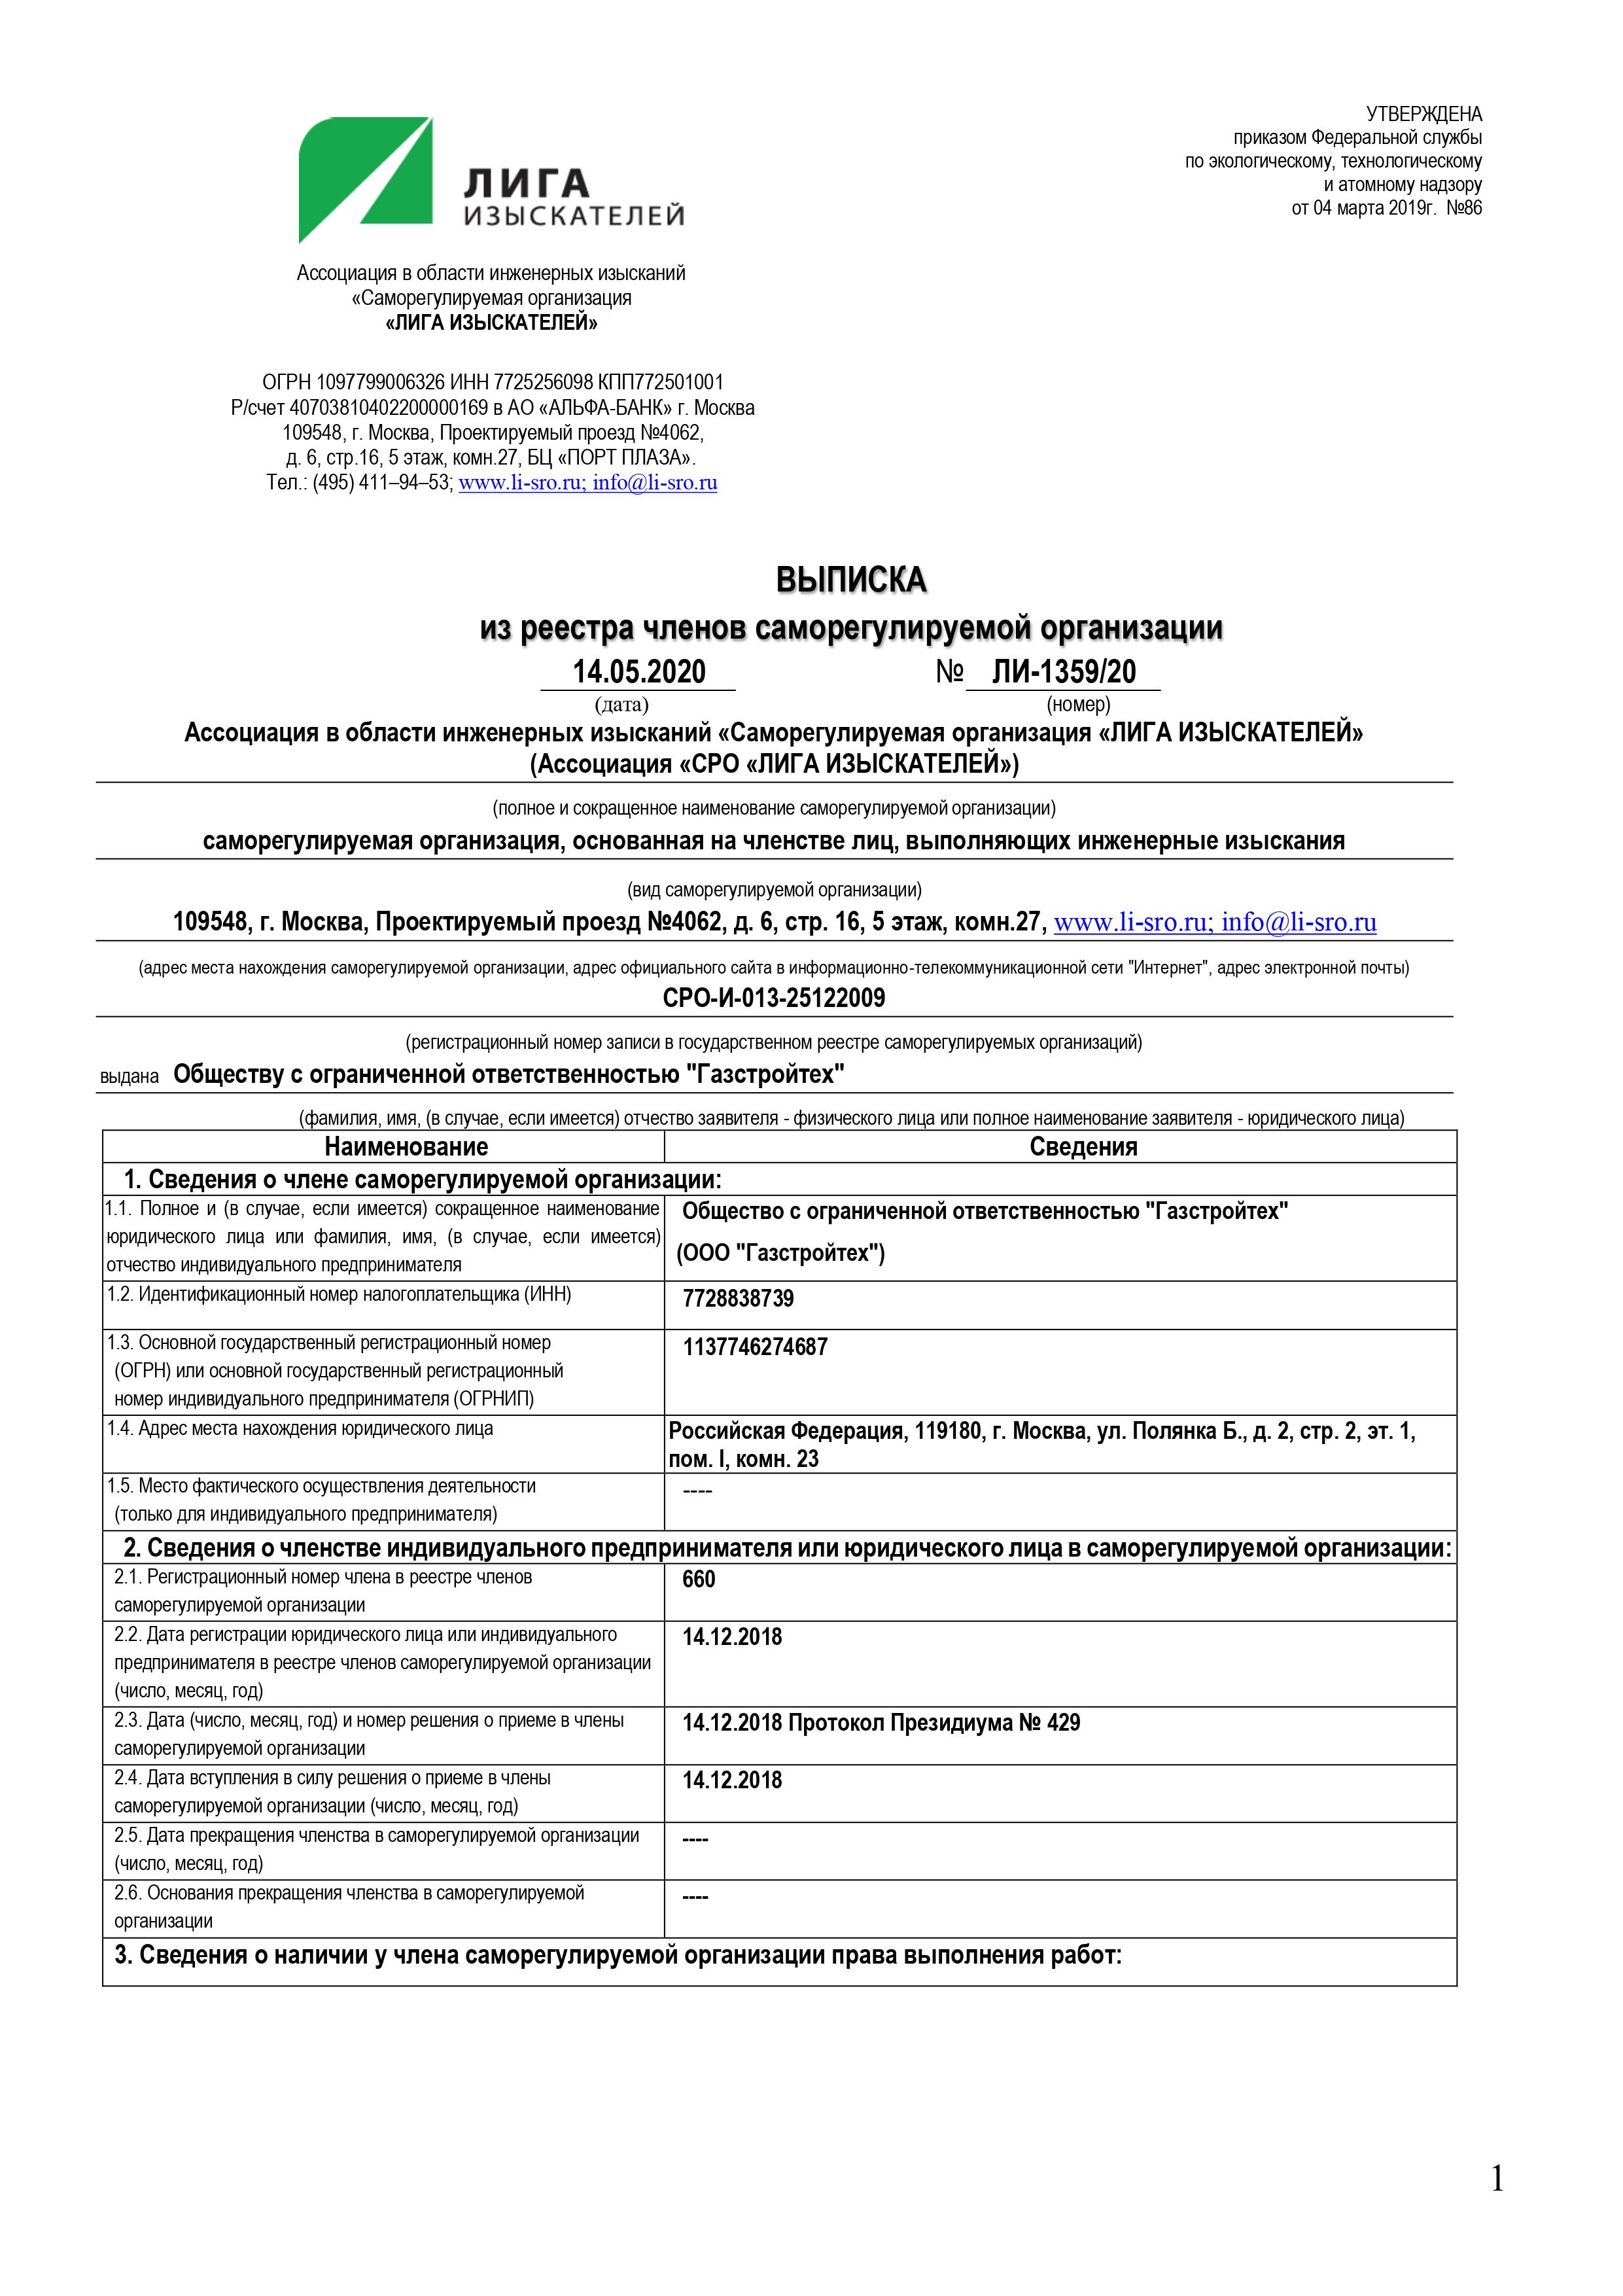 УТВЕРЖДЕНА
приказом Федеральной службы
по экологическому, технологическому
и атомному надзору
от 04 марта 2019г. №86
ЛИГА
ИЗЫСКАТЕЛЕЙ
Ассоциация в области инженерных изысканий
«Саморегулируемая организация
«ЛИГА ИЗЫСКАТЕЛЕЙ»
ОГРН 1097799006326 ИНН 7725256098 КПП772501001
Р/счет 40703810402200000169 в АО «АЛЬФА-БАНК» г. Москва
109548, г. Москва, Проектируемый проезд №4062,
д. 6, стр.16, 5 этаж, комн.27, БЦ «ПОРТ ПЛАЗА».
Тел.: (495) 411–94–53; www.li-sro.ru; info@li-sro.ru
ВЫПИСКА
из реестра членов саморегулируемой организации
14.05.2020 № ЛИ-1359/20
(дата) (номер)
Ассоциация в области инженерных изысканий «Саморегулируемая организация «ЛИГА ИЗЫСКАТЕЛЕЙ»
(Ассоциация «СРО «ЛИГА ИЗЫСКАТЕЛЕЙ»)
(полное и сокращенное наименование саморегулируемой организации)
саморегулируемая организация, основанная на членстве лиц, выполняющих инженерные изыскания
(вид саморегулируемой организации)
109548, г. Москва, Проектируемый проезд №4062, д. 6, стр. 16, 5 этаж, комн.27, www.li-sro.ru; info@li-sro.ru
(адрес места нахождения саморегулируемой организации, адрес официального сайта в информационно-телекоммуникационной сети "Интернет", адрес электронной почты)
СРО-И-013-25122009
(регистрационный номер записи в государственном реестре саморегулируемых организаций)
выдана Обществу с ограниченной ответственностью "Газстройтех"
(фамилия, имя, (в случае, если имеется) отчество заявителя - физического лица или полное наименование заявителя - юридического лица)
Наименование Сведения
1. Сведения о члене саморегулируемой организации:
1.1. Полное и (в случае, если имеется) сокращенное наименование
юридического лица или фамилия, имя, (в случае, если имеется)
отчество индивидуального предпринимателя
Общество с ограниченной ответственностью "Газстройтех"
(ООО "Газстройтех")
1.2. Идентификационный номер налогоплательщика (ИНН)
7728838739
1.3. Основной государственный регистрационный номер
(ОГРН) или основной государственный регистрационный
номер индивидуального предпринимателя (ОГРНИП)
1137746274687
1.4. Адрес места нахождения юридического лица
Российская Федерация, 119180, г. Москва, ул. Полянка Б., д. 2, стр. 2, эт. 1,
пом. I, комн. 23
1.5. Место фактического осуществления деятельности
(только для индивидуального предпринимателя)
----
2. Сведения о членстве индивидуального предпринимателя или юридического лица в саморегулируемой организации:
2.1. Регистрационный номер члена в реестре членов
саморегулируемой организации
660
2.2. Дата регистрации юридического лица или индивидуального
предпринимателя в реестре членов саморегулируемой организации
(число, месяц, год)
14.12.2018
2.3. Дата (число, месяц, год) и номер решения о приеме в члены
саморегулируемой организации
14.12.2018 Протокол Президиума № 429
2.4. Дата вступления в силу решения о приеме в члены
саморегулируемой организации (число, месяц, год)
14.12.2018
2.5. Дата прекращения членства в саморегулируемой организации
(число, месяц, год)
----
2.6. Основания прекращения членства в саморегулируемой
организации
----
3. Сведения о наличии у члена саморегулируемой организации права выполнения работ:
1